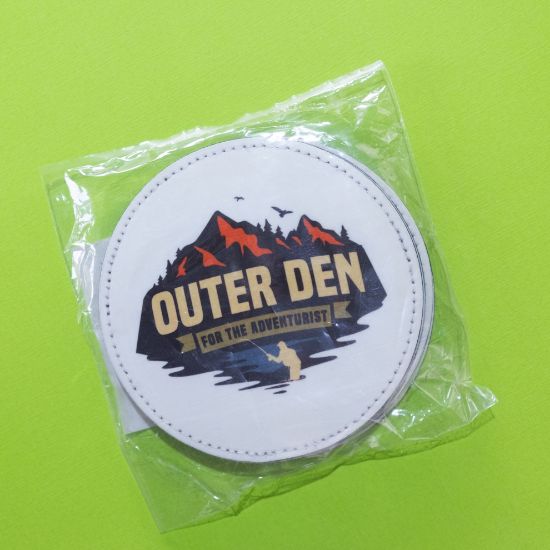 OUTER DEN
FOR THE ADVENTURIST